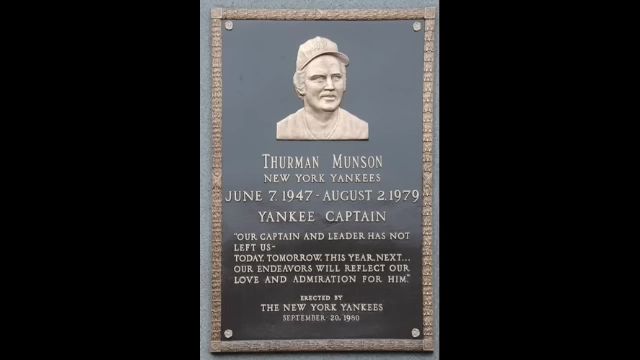 THURMAN MUNSON
NEW YORK YANKEES
JUNE 7, 1947 - AUGUST 2, 1979
YANKEE CAPTAIN
"OUR CAPTAIN AND LEADER HAS NOT
LEFT US-
TODAY, TOMORROW, THIS YEAR, NEXT...
OUR ENDEAVORS WILL REFLECT OUR
LOVE AND ADMIRATION FOR HIM."
ERECTED BY
THE NEW YORK YANKEES
SEPTEMBER 20, 1980